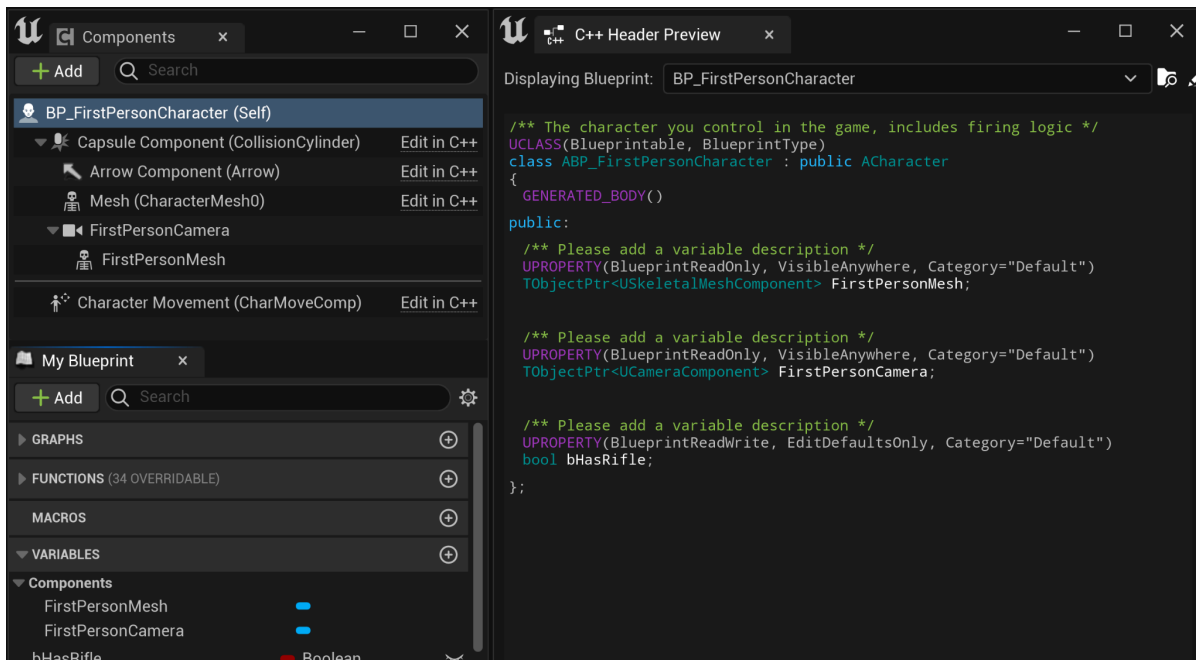 Components
+ Add
Search
BP_FirstPersonCharacter (Self)
Capsule Component (CollisionCylinder) Edit in C++
Arrow Component (Arrow) Edit in C++
Mesh (CharacterMesh0) Edit in C++
FirstPersonCamera
FirstPersonMesh
Character Movement (CharMoveComp) Edit in C++
My Blueprint
+ Add
Search
GRAPHS
FUNCTIONS (34 OVERRIDABLE)
MACROS
VARIABLES
Components
FirstPersonMesh
FirstPersonCamera
bHasRifle Boolean
C++ Header Preview
Displaying Blueprint: BP_FirstPersonCharacter
/** The character you control in the game, includes firing logic */
UCLASS(Blueprintable, BlueprintType)
class ABP_FirstPersonCharacter : public ACharacter
{
GENERATED_BODY()
public:
/** Please add a variable description */
UPROPERTY(BlueprintReadOnly, VisibleAnywhere, Category="Default")
TObjectPtr<USkeletalMeshComponent> FirstPersonMesh;
/** Please add a variable description */
UPROPERTY(BlueprintReadOnly, VisibleAnywhere, Category="Default")
TObjectPtr<UCameraComponent> FirstPersonCamera;
/** Please add a variable description */
UPROPERTY(BlueprintReadWrite, EditDefaultsOnly, Category="Default")
bool bHasRifle;
};